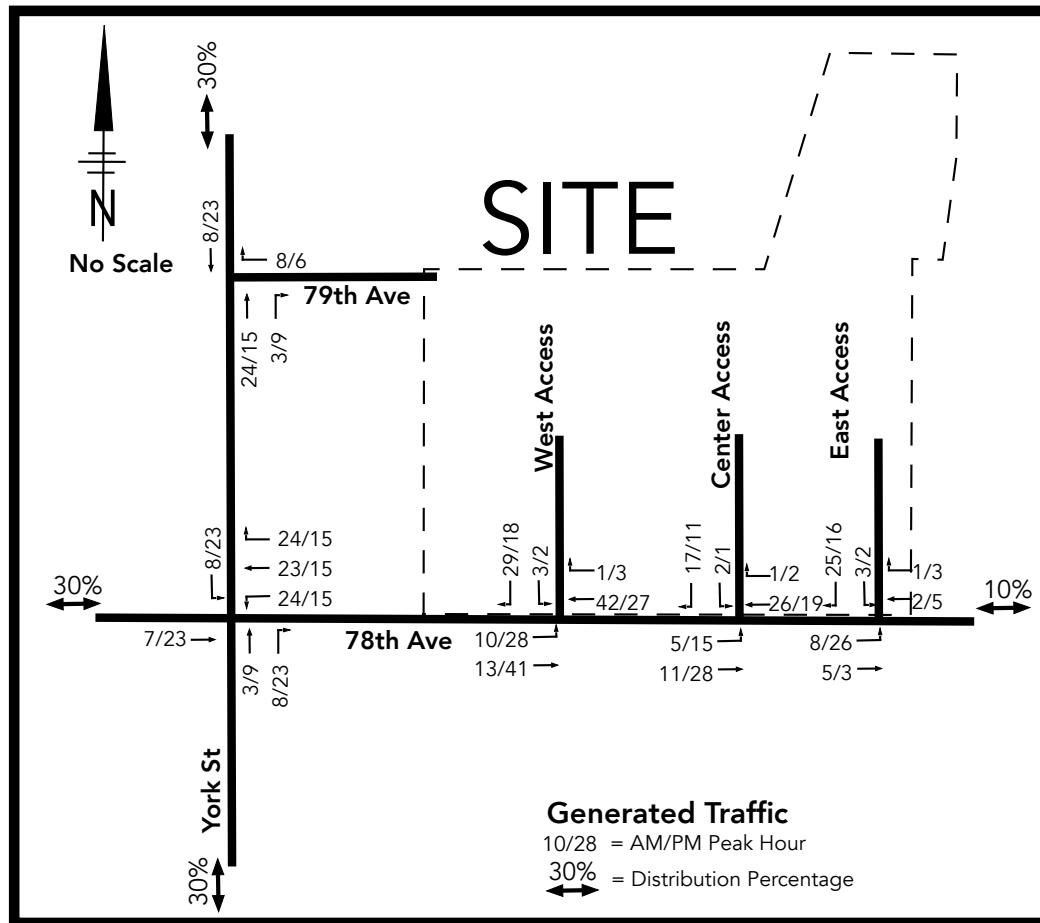 30%
N
No Scale
SITE
8/23
8/6
79th Ave
24/15
3/9
West Access
Center Access
East Access
8/23
24/15
23/15
24/15
29/18
3/2
1/3
42/27
17/11
2/1
1/2
26/19
25/16
3/2
1/3
2/5
30%
10%
7/23
78th Ave
3/9
8/23
10/28
13/41
5/15
11/28
8/26
5/3
York St
30%
Generated Traffic
10/28 = AM/PM Peak Hour
30% = Distribution Percentage